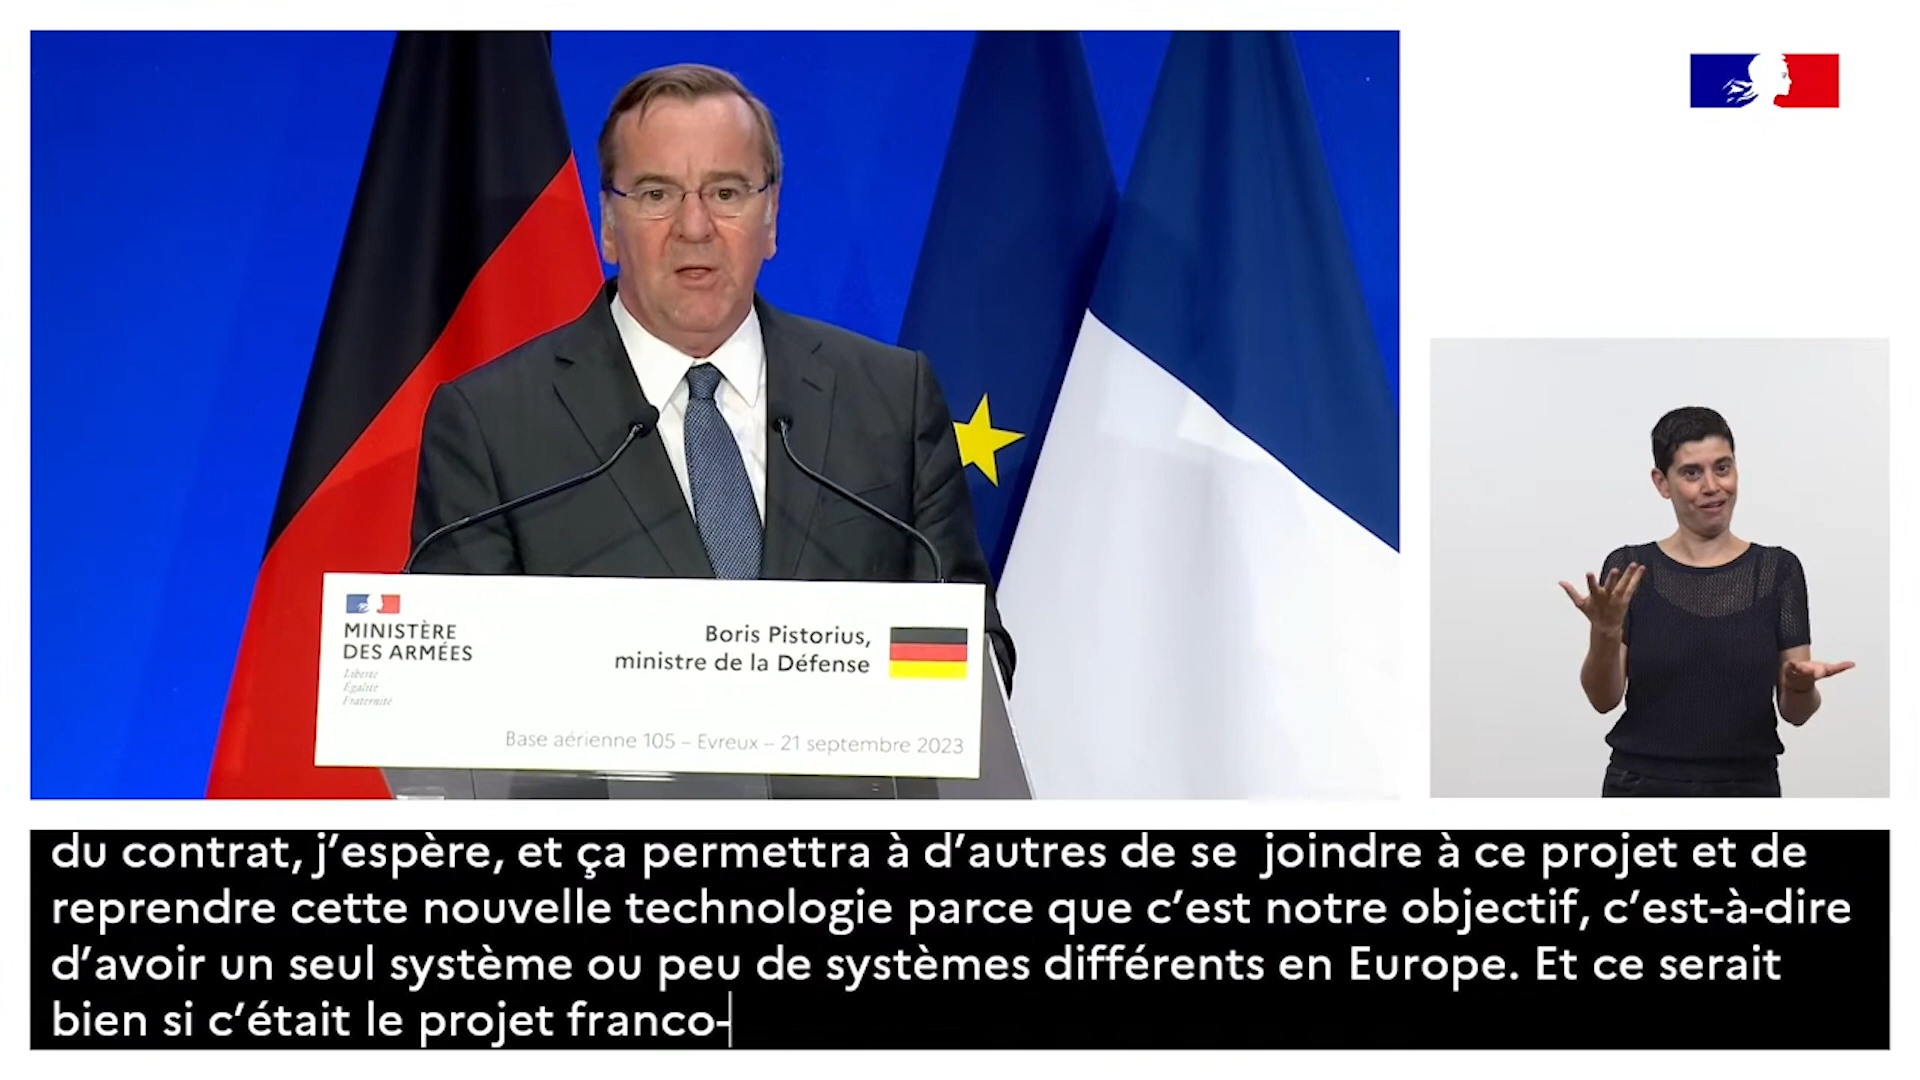 MINISTÈRE
DES ARMÉES
Liberté
Égalité
Fraternité
Boris Pistorius,
ministre de la Défense
Base aérienne 105 – Evreux – 21 septembre 2023
du contrat, j’espère, et ça permettra à d’autres de se  joindre à ce projet et de
reprendre cette nouvelle technologie parce que c’est notre objectif, c’est-à-dire
d’avoir un seul système ou peu de systèmes différents en Europe. Et ce serait
bien si c’était le projet franco-